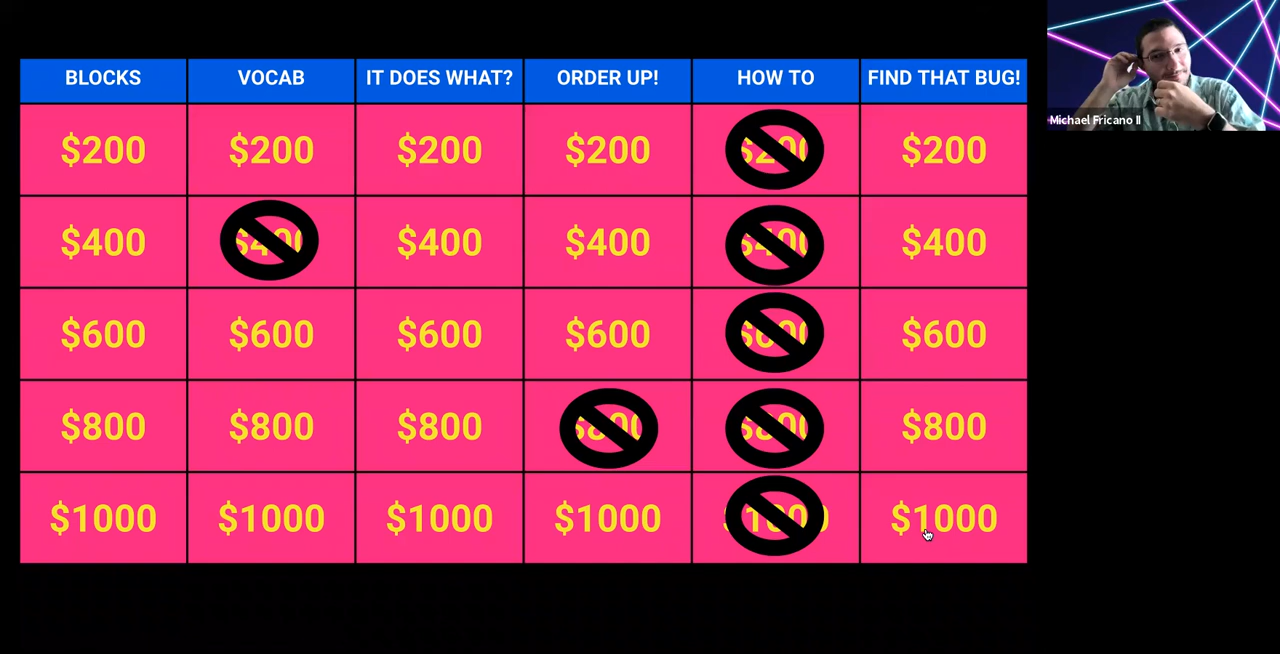 BLOCKS VOCAB IT DOES WHAT? ORDER UP! HOW TO FIND THAT BUG!
$200 $200 $200 $200 $200
$400 $400 $400 $400
$600 $600 $600 $600 $600
$800 $800 $800 $800
$1000 $1000 $1000 $1000 $1000
Michael Fricano II